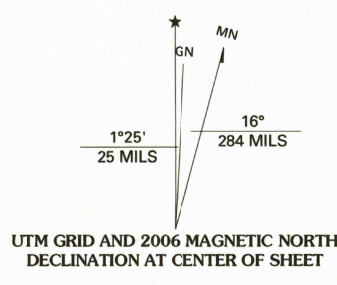 MN
GN
1°25'
25 MILS
16°
284 MILS
UTM GRID AND 2006 MAGNETIC NORTH
DECLINATION AT CENTER OF SHEET